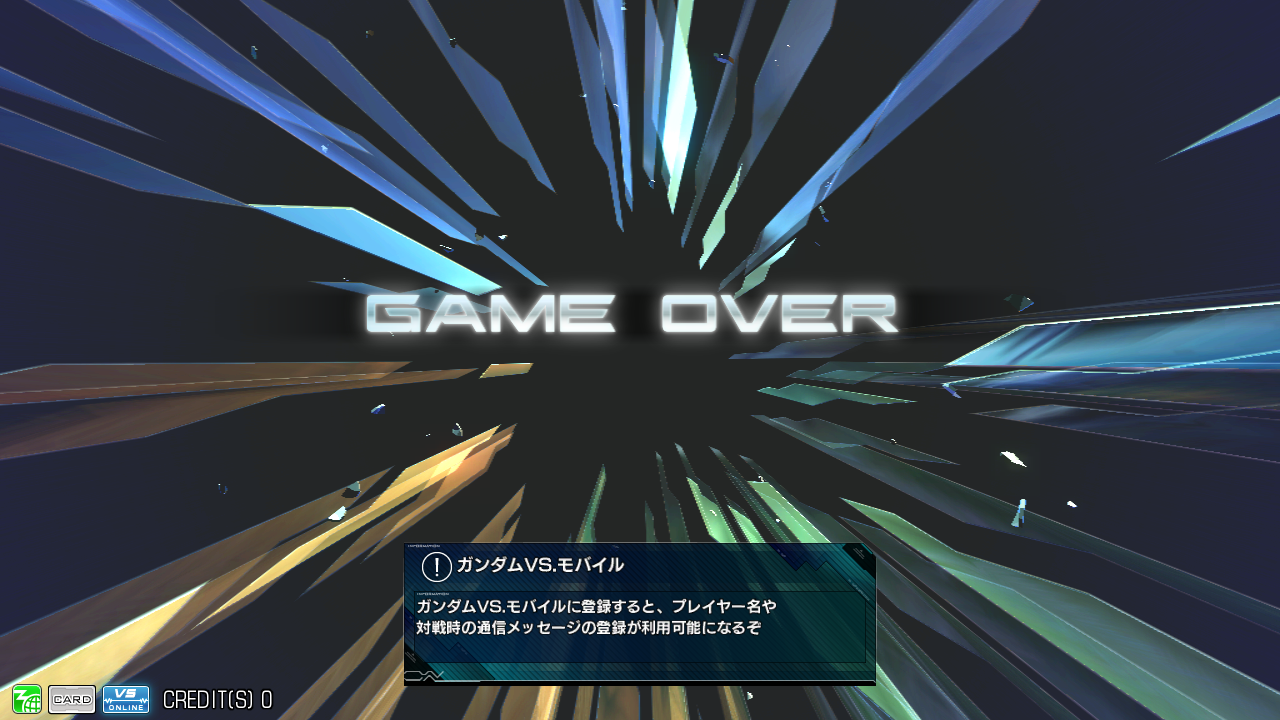 GAME OVER
INFORMATION
ガンダムVS.モバイル
INFORMATION
ガンダムVS.モバイルに登録すると、プレイヤー名や
対戦時の通信メッセージの登録が利用可能になるぞ
CARD
VS
ONLINE
CREDIT(S) 0